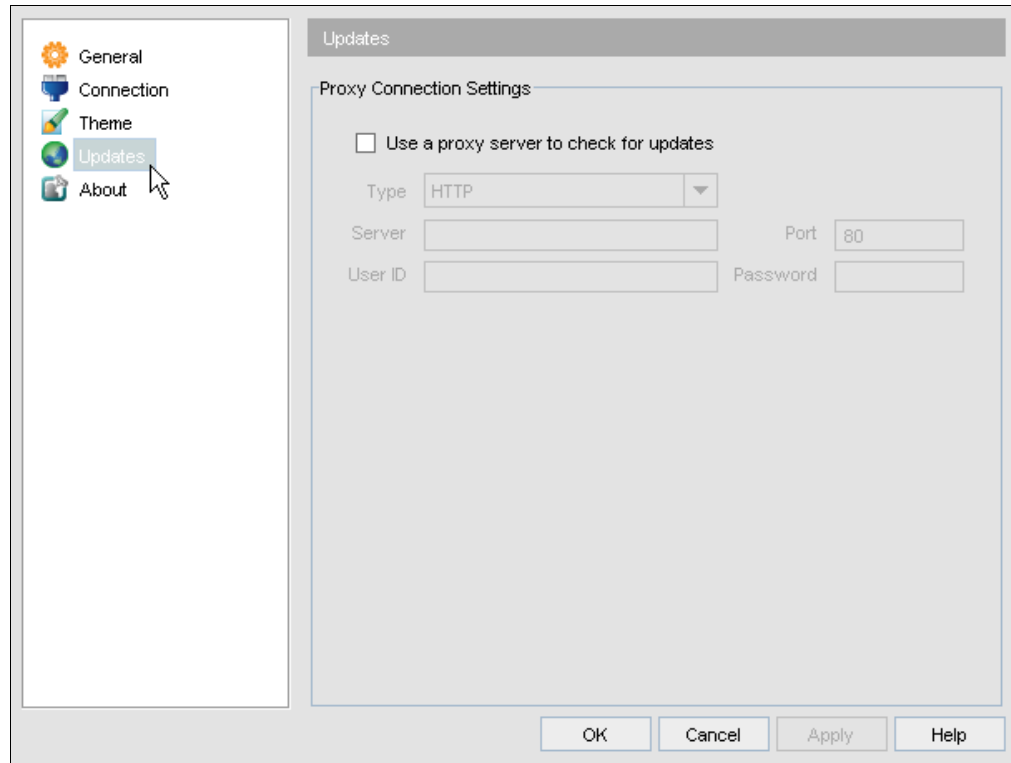 General
Connection
Theme
Updates
About
Updates
Proxy Connection Settings
Use a proxy server to check for updates
Type HTTP
Server Port 80
User ID Password
OK Cancel Apply Help